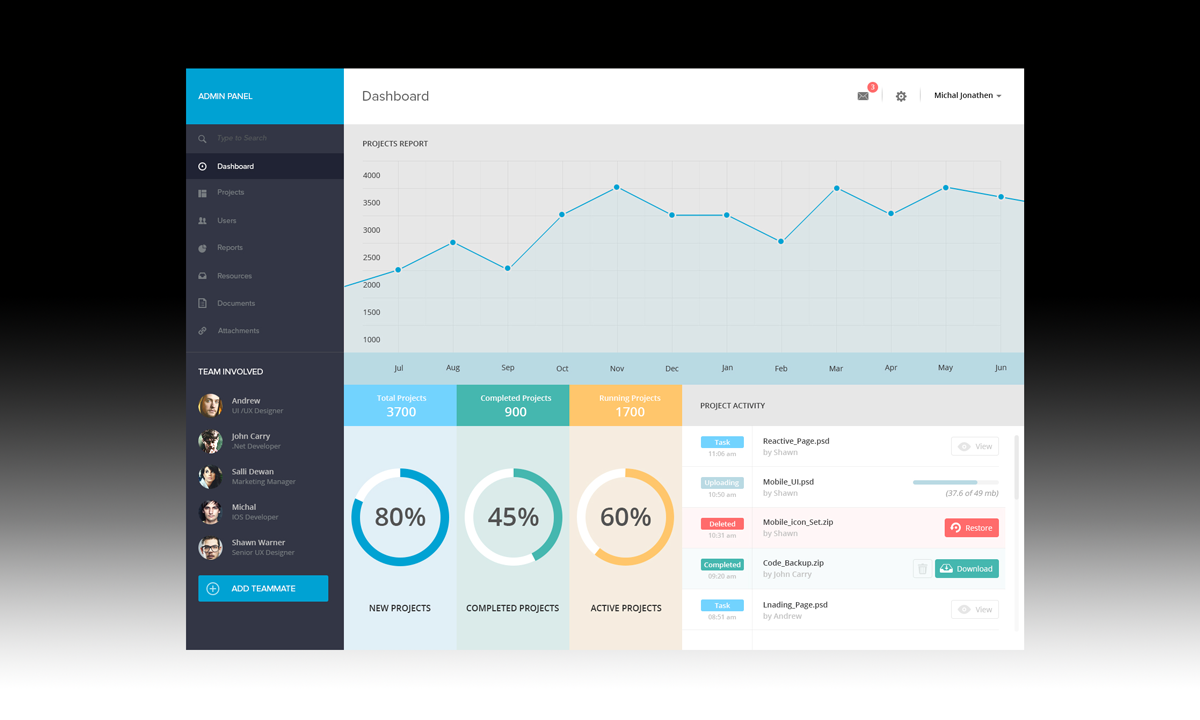 ADMIN PANEL
Dashboard
3
Michal Jonathen
Type to Search
Dashboard
Projects
Users
Reports
Resources
Documents
Attachments
TEAM INVOLVED
Andrew
UI /UX Designer
John Carry
.Net Developer
Salli Dewan
Marketing Manager
Michal
IOS Developer
Shawn Warner
Senior UX Designer
ADD TEAMMATE
PROJECTS REPORT
4000
3500
3000
2500
2000
1500
1000
Jul Aug Sep Oct Nov Dec Jan Feb Mar Apr May Jun
Total Projects
3700
Completed Projects
900
Running Projects
1700
80%
45%
60%
NEW PROJECTS
COMPLETED PROJECTS
ACTIVE PROJECTS
PROJECT ACTIVITY
Task
11:06 am
Reactive_Page.psd
by Shawn
View
Uploading
10:50 am
Mobile_UI.psd
by Shawn
(37.6 of 49 mb)
Deleted
10:31 am
Mobile_icon_Set.zip
by Shawn
Restore
Completed
09:20 am
Code_Backup.zip
by John Carry
Download
Task
08:51 am
Lnading_Page.psd
by Andrew
View